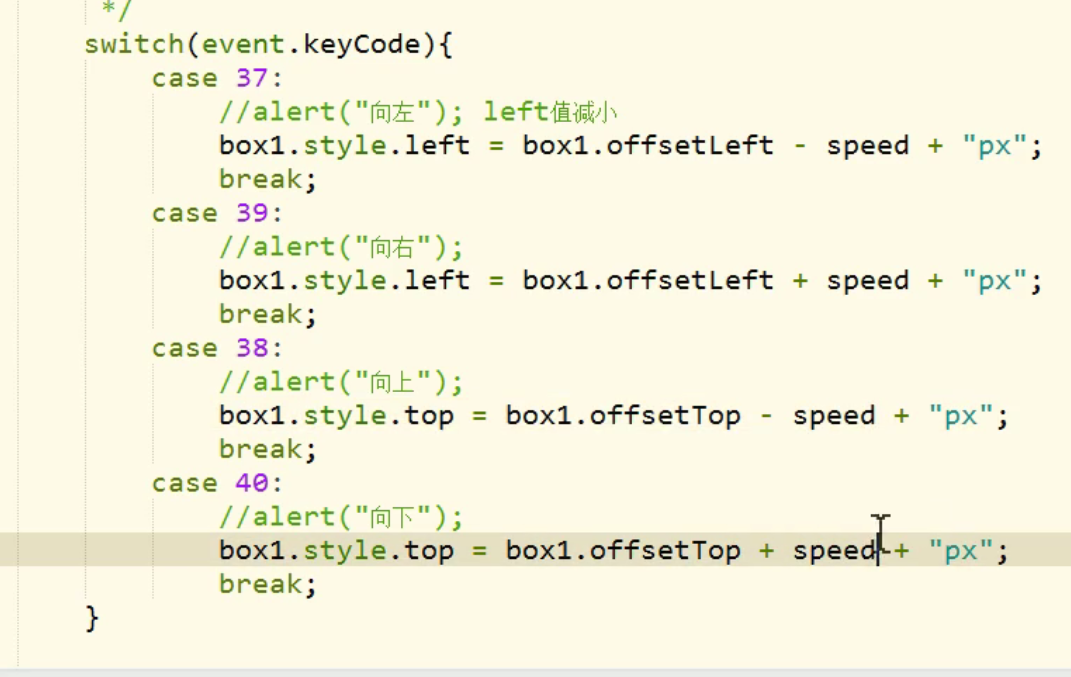 */
switch(event.keyCode){
case 37:
//alert("向左"); left值减小
box1.style.left = box1.offsetLeft - speed + "px";
break;
case 39:
//alert("向右");
box1.style.left = box1.offsetLeft + speed + "px";
break;
case 38:
//alert("向上");
box1.style.top = box1.offsetTop - speed + "px";
break;
case 40:
//alert("向下");
box1.style.top = box1.offsetTop + speed + "px";
break;
}